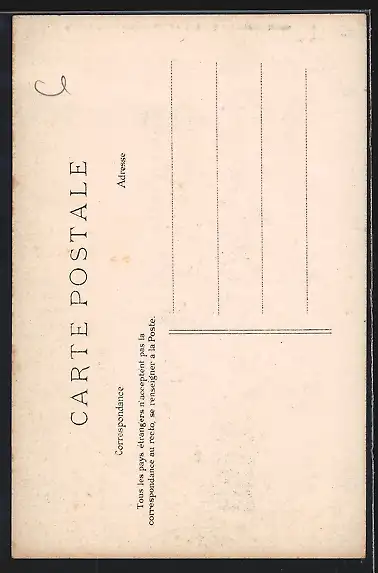 CARTE POSTALE
Correspondance
Adresse
Tous les pays étrangers n'acceptent pas la
correspondance au recto, se renseigner à la Poste.